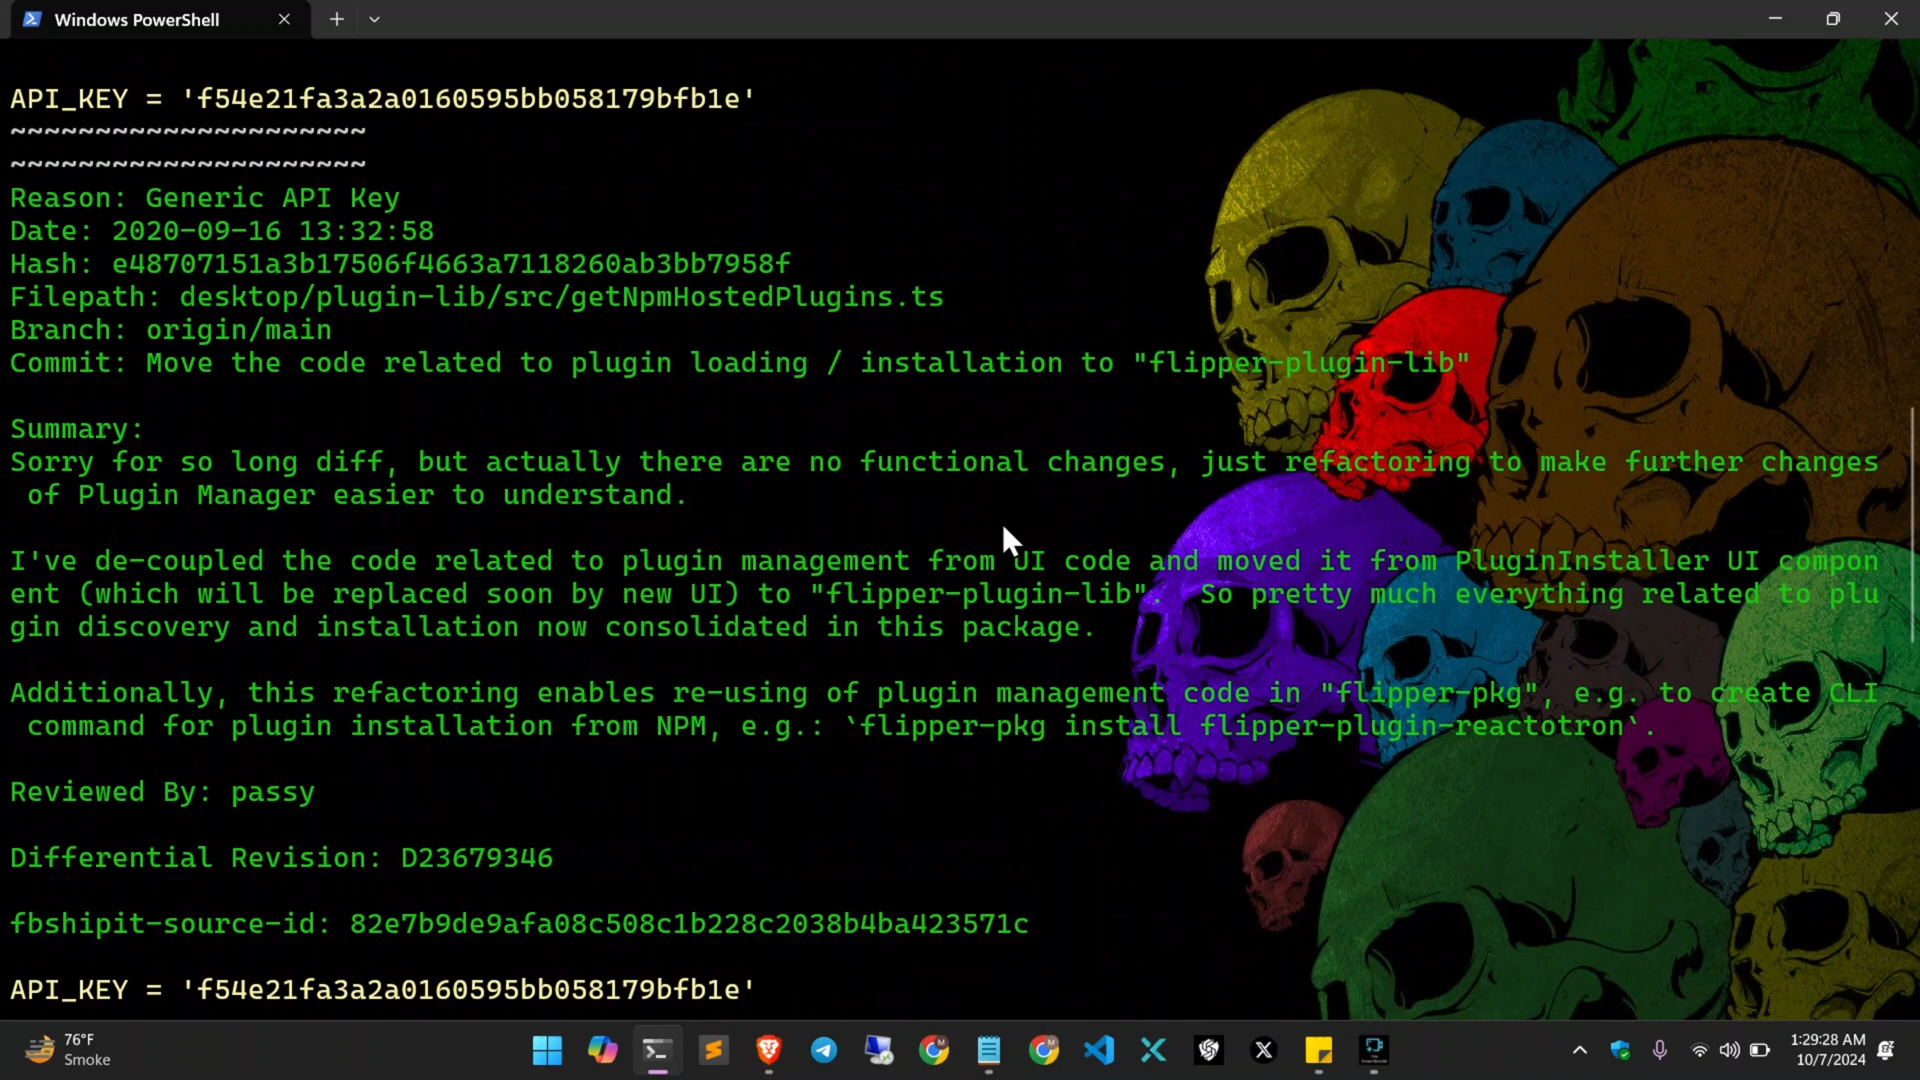 Windows PowerShell
API_KEY = 'f54e21fa3a2a0160595bb058179bfb1e'
~~~~~~~~~~~~~~~~~~~~~
~~~~~~~~~~~~~~~~~~~~~
Reason: Generic API Key
Date: 2020-09-16 13:32:58
Hash: e48707151a3b17506f4663a7118260ab3bb7958f
Filepath: desktop/plugin-lib/src/getNpmHostedPlugins.ts
Branch: origin/main
Commit: Move the code related to plugin loading / installation to "flipper-plugin-lib"
Summary:
Sorry for so long diff, but actually there are no functional changes, just refactoring to make further changes
of Plugin Manager easier to understand.
I've de-coupled the code related to plugin management from UI code and moved it from PluginInstaller UI compon
ent (which will be replaced soon by new UI) to "flipper-plugin-lib".  So pretty much everything related to plu
gin discovery and installation now consolidated in this package.
Additionally, this refactoring enables re-using of plugin management code in "flipper-pkg", e.g. to create CLI
command for plugin installation from NPM, e.g.: `flipper-pkg install flipper-plugin-reactotron`.
Reviewed By: passy
Differential Revision: D23679346
fbshipit-source-id: 82e7b9de9afa08c508c1b228c2038b4ba423571c
API_KEY = 'f54e21fa3a2a0160595bb058179bfb1e'
76°F
Smoke
1:29:28 AM
10/7/2024